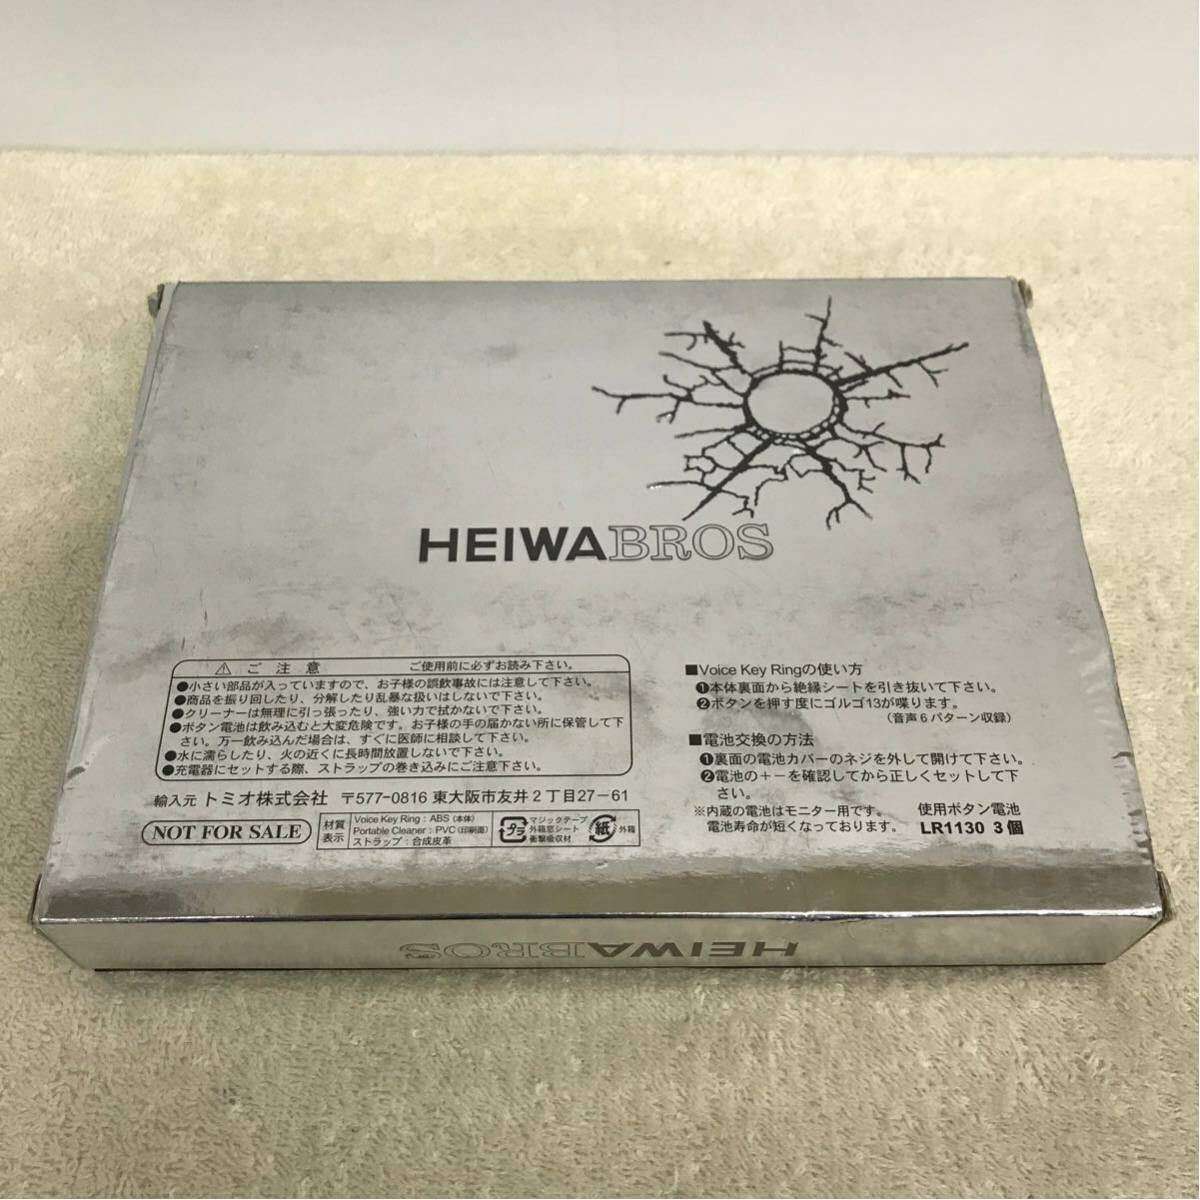 HEIWABROS
⚠ ご注意 ご使用前に必ずお読み下さい。
●小さい部品が入っていますので、お子様の誤飲事故には注意して下さい。
●商品を振り回したり、分解したり乱暴な扱いはしないで下さい。
●クリーナーは無理に引っ張ったり、強い力で拭かないで下さい。
●ボタン電池は飲み込むと大変危険です。お子様の手の届かない所に保管して下
さい。万一飲み込んだ場合は、すぐに医師に相談して下さい。
●水に濡らしたり、火の近くに長時間放置しないで下さい。
●充電器にセットする際、ストラップの巻き込みにご注意下さい。
輸入元 トミオ株式会社 〒577-0816 東大阪市友井2丁目27-61
NOT FOR SALE
材質
表示
Voice Key Ring : ABS (本体)
Portable Cleaner : PVC (印刷面)
ストラップ : 合成皮革
プラ
マジックテープ
外箱窓シート
衝撃吸収材
紙 外箱
■Voice Key Ringの使い方
❶本体裏面から絶縁シートを引き抜いて下さい。
❷ボタンを押す度にゴルゴ13が喋ります。
(音声6パターン収録)
■電池交換の方法
❶裏面の電池カバーのネジを外して開けて下さい。
❷電池の+-を確認してから正しくセットして下
さい。
※内蔵の電池はモニター用です。
電池寿命が短くなっております。
使用ボタン電池
LR1130 3個
HEIWABROS